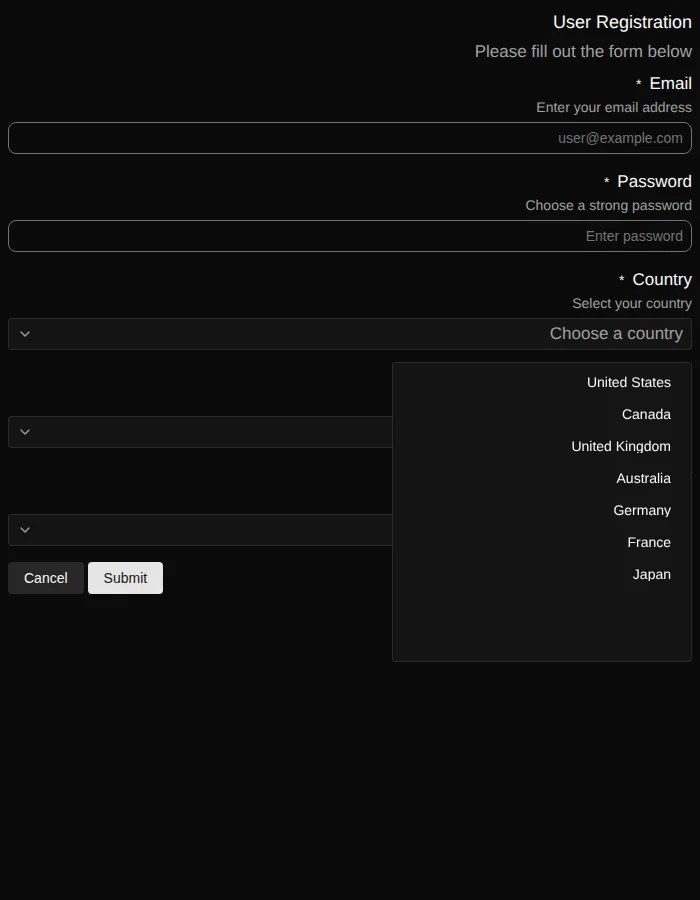 User Registration
Please fill out the form below
* Email
Enter your email address
user@example.com
* Password
Choose a strong password
Enter password
* Country
Select your country
Choose a country
United States
Canada
United Kingdom
Australia
Germany
France
Japan
Cancel
Submit